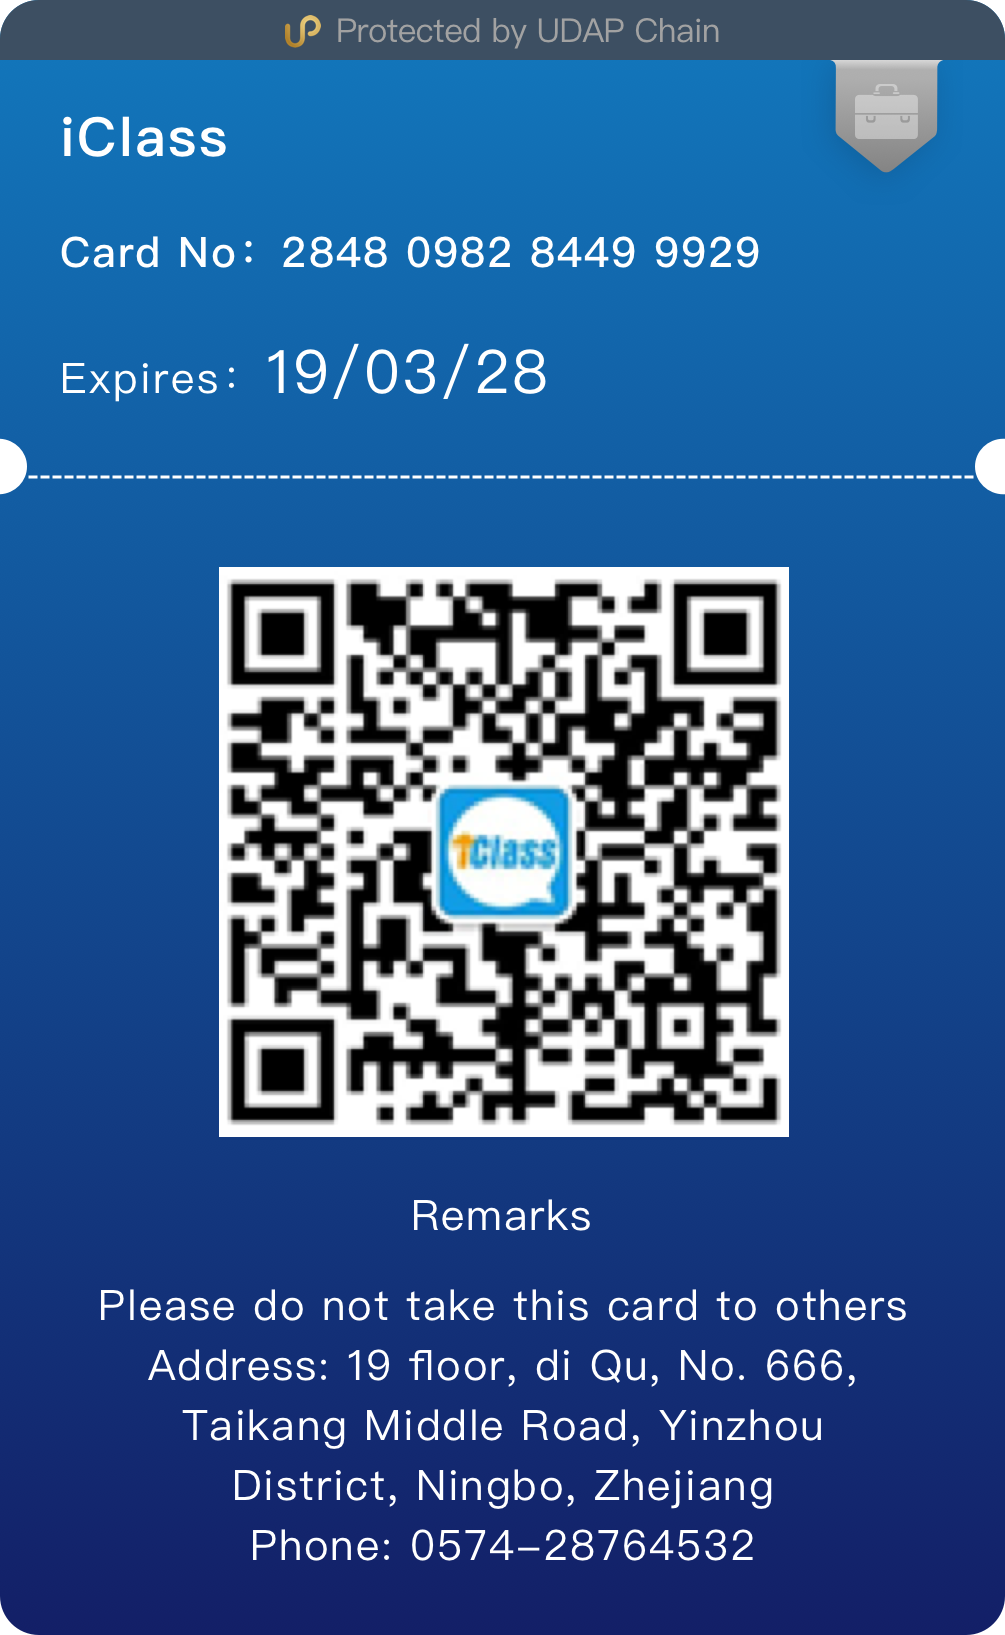 Protected by UDAP Chain
iClass
Card No: 2848 0982 8449 9929
Expires: 19/03/28
iClass
Remarks
Please do not take this card to others
Address: 19 floor, di Qu, No. 666,
Taikang Middle Road, Yinzhou
District, Ningbo, Zhejiang
Phone: 0574-28764532